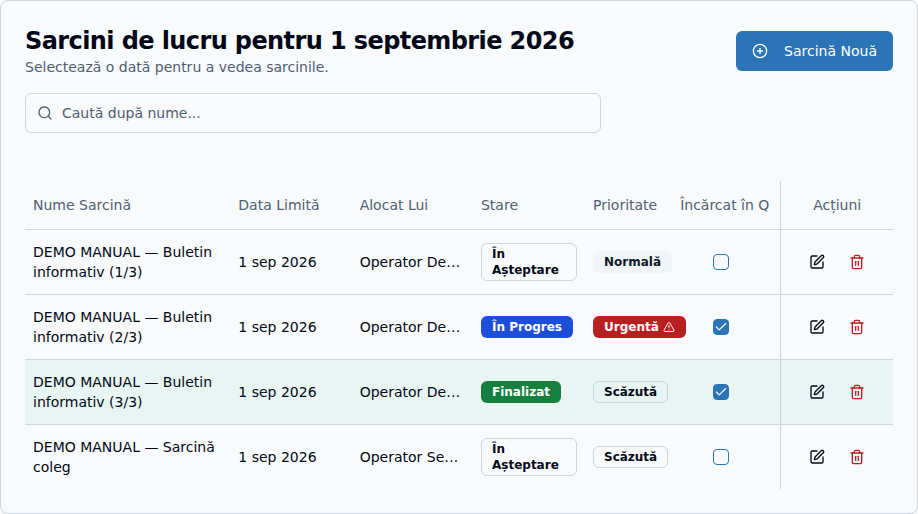 Sarcini de lucru pentru 1 septembrie 2026
Selectează o dată pentru a vedea sarcinile.
Sarcină Nouă
Caută după nume...
Nume Sarcină Data Limită Alocat Lui Stare Prioritate Încărcat în Q Acțiuni
DEMO MANUAL — Buletin informativ (1/3) 1 sep 2026 Operator De... În Așteptare Normală
DEMO MANUAL — Buletin informativ (2/3) 1 sep 2026 Operator De... În Progres Urgentă
DEMO MANUAL — Buletin informativ (3/3) 1 sep 2026 Operator De... Finalizat Scăzută
DEMO MANUAL — Sarcină coleg 1 sep 2026 Operator Se... În Așteptare Scăzută